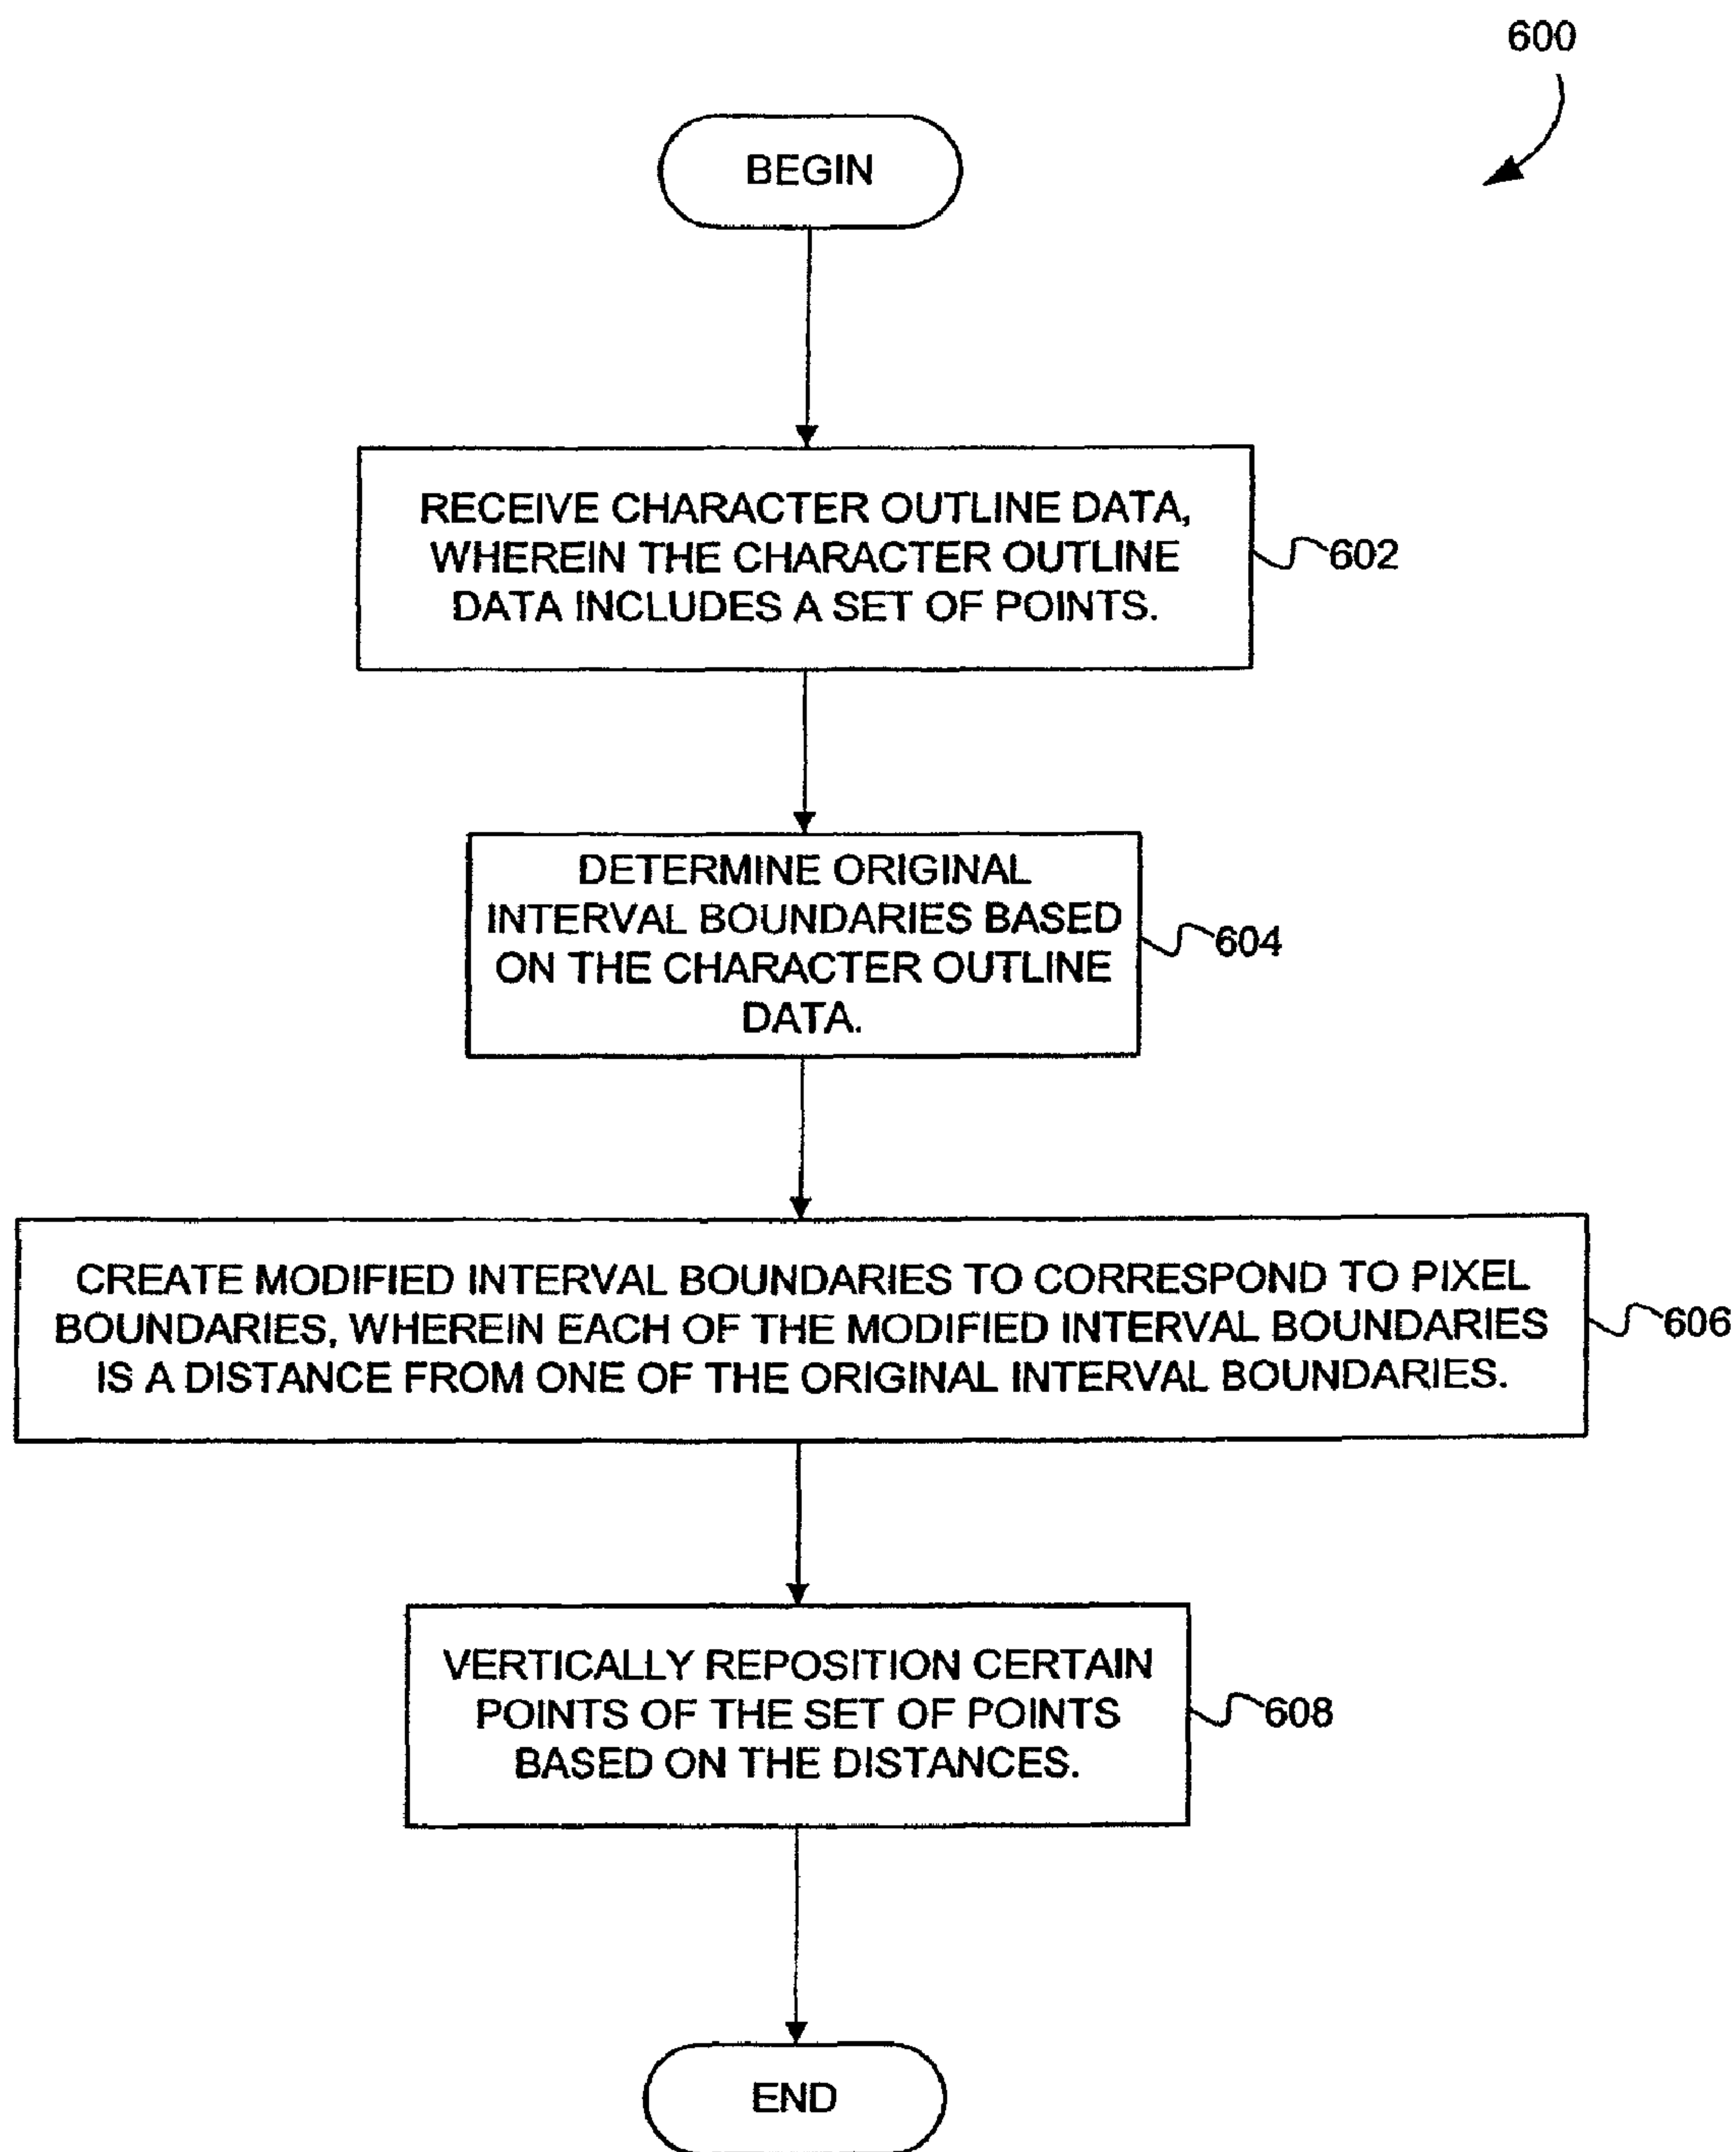 600
BEGIN
RECEIVE CHARACTER OUTLINE DATA,
WHEREIN THE CHARACTER OUTLINE
DATA INCLUDES A SET OF POINTS.
602
DETERMINE ORIGINAL
INTERVAL BOUNDARIES BASED
ON THE CHARACTER OUTLINE
DATA.
604
CREATE MODIFIED INTERVAL BOUNDARIES TO CORRESPOND TO PIXEL
BOUNDARIES, WHEREIN EACH OF THE MODIFIED INTERVAL BOUNDARIES
IS A DISTANCE FROM ONE OF THE ORIGINAL INTERVAL BOUNDARIES.
606
VERTICALLY REPOSITION CERTAIN
POINTS OF THE SET OF POINTS
BASED ON THE DISTANCES.
608
END